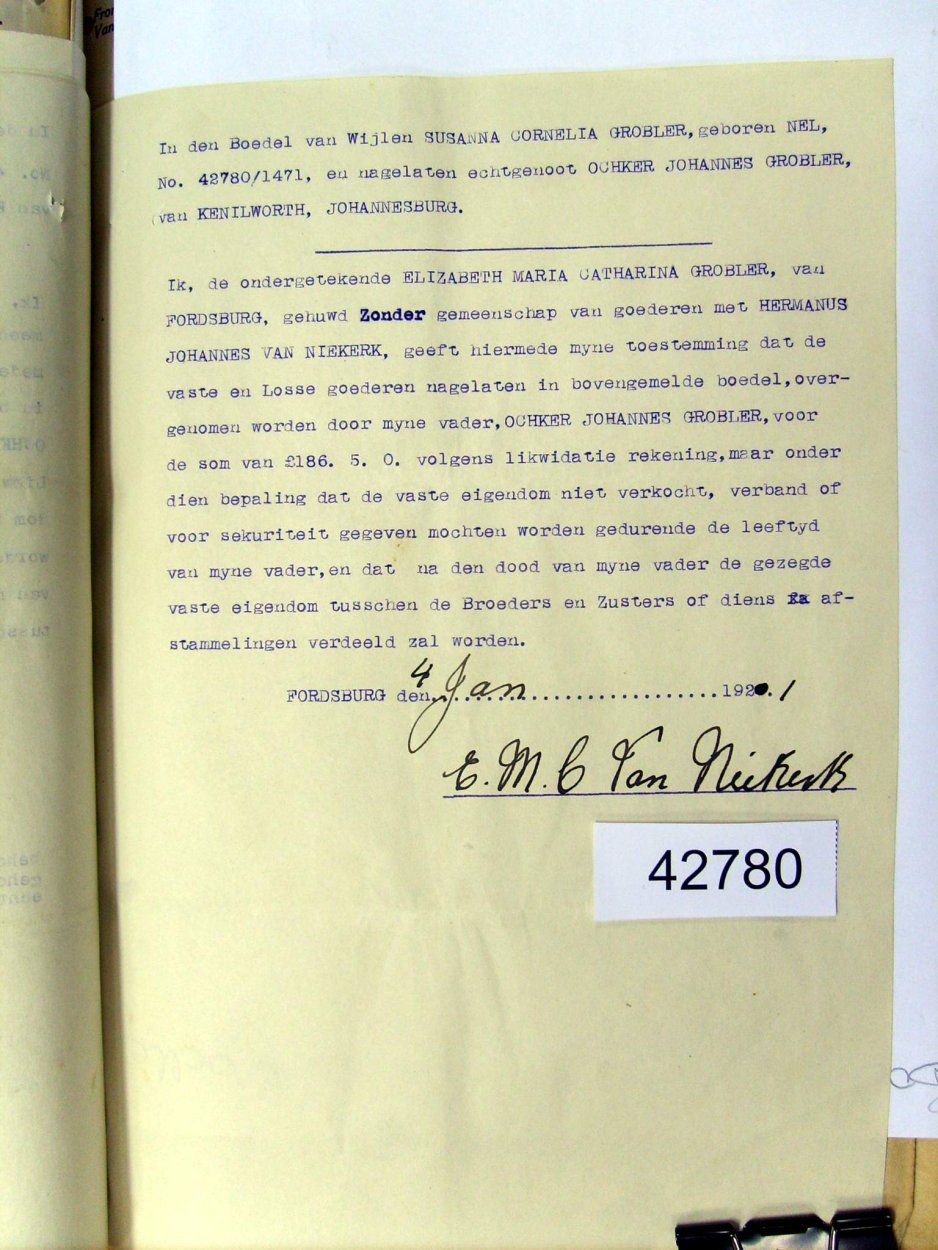 In den Boedel van Wijlen SUSANNA CORNELIA GROBLER, geboren NEL,
No. 42780/1471, en nagelaten echtgenoot OCHKER JOHANNES GROBLER,
van KENILWORTH, JOHANNESBURG.
Ik, de ondergetekende ELIZABETH MARIA CATHARINA GROBLER, van
FORDSBURG, gehuwd Zonder gemeenschap van goederen met HERMANUS
JOHANNES VAN NIEKERK, geeft hiermede myne toestemming dat de
vaste en Losse goederen nagelaten in bovengemelde boedel, over-
genomen worden door myne vader, OCHKER JOHANNES GROBLER, voor
de som van £186. 5. 0. volgens likwidatie rekening, maar onder
dien bepaling dat de vaste eigendom niet verkocht, verband of
voor sekuriteit gegeven mochten worden gedurende de leeftyd
van myne vader, en dat na den dood van myne vader de gezegde
vaste eigendom tusschen de Broeders en Zusters of diens af-
stammelingen verdeeld zal worden.
FORDSBURG den 4 Jan 192 1
E. M. C Van Niekerk
42780